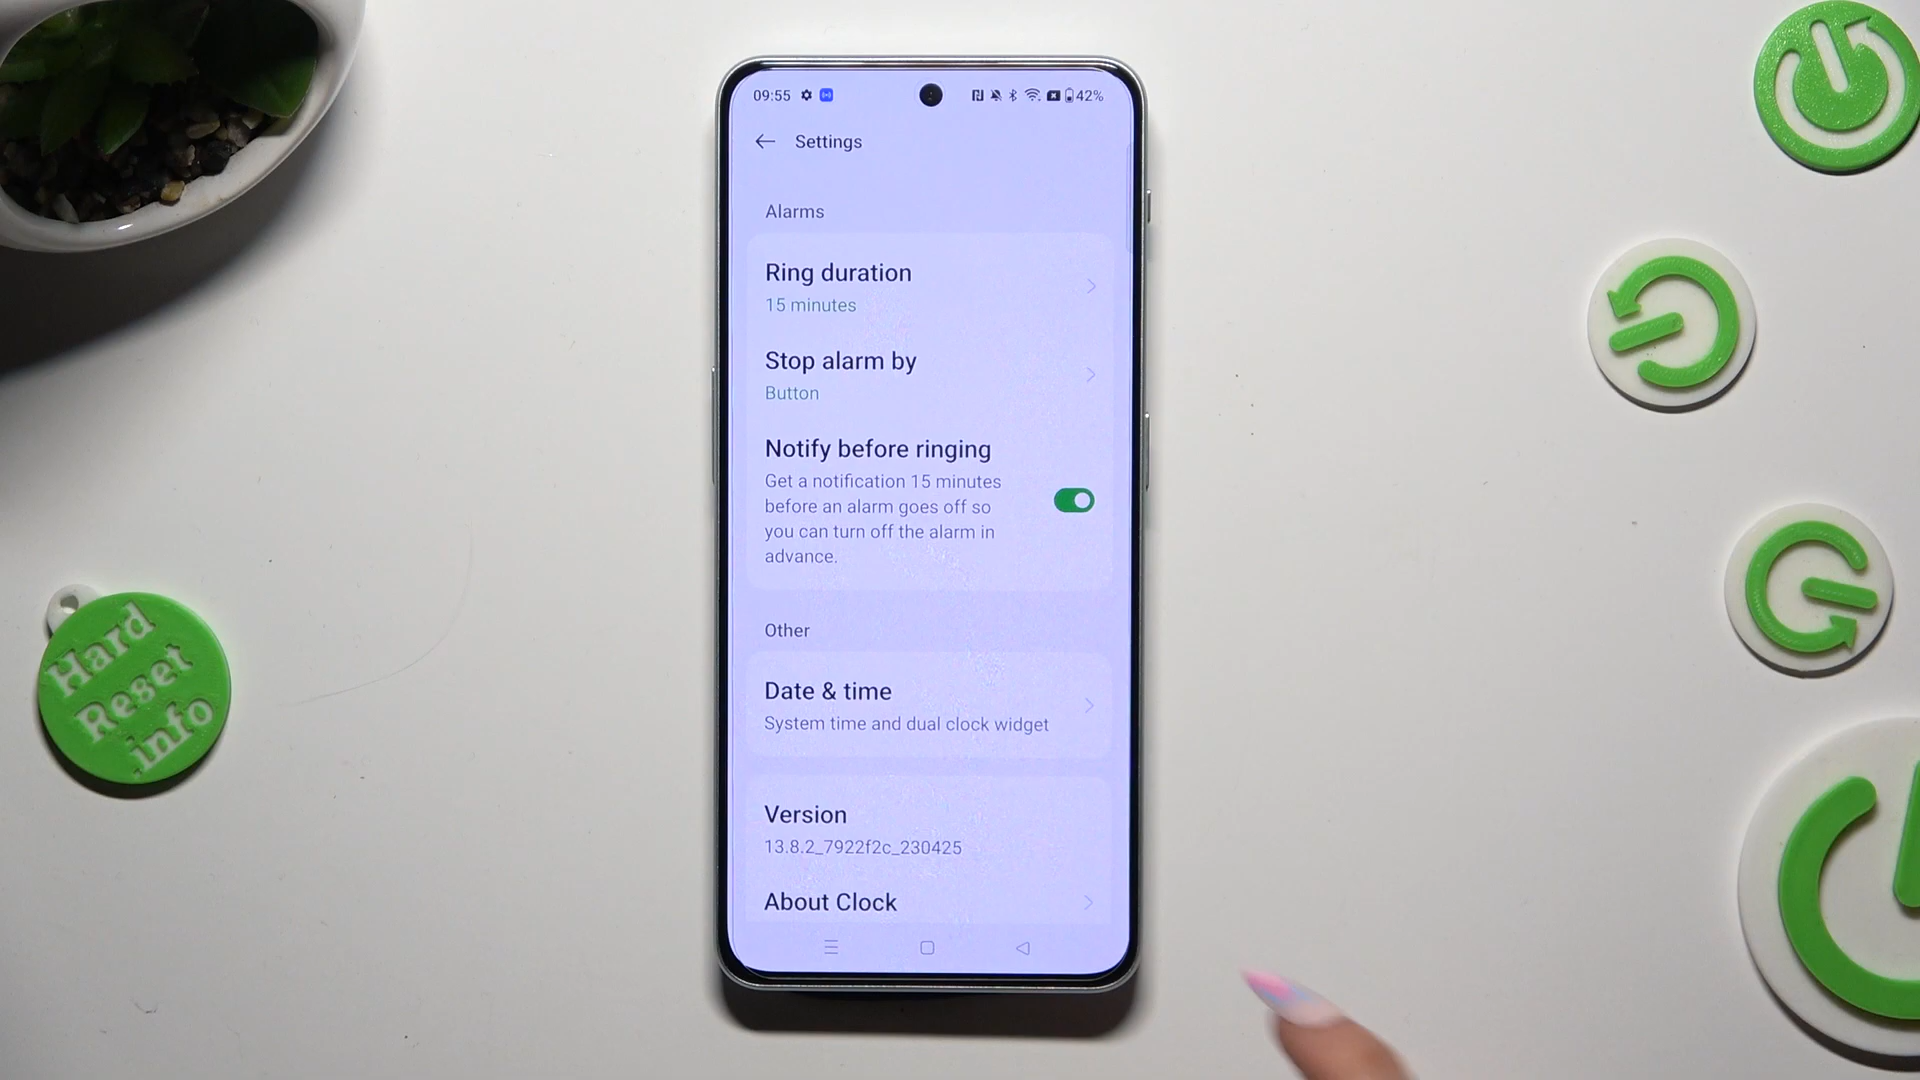 09:55
42%
Settings
Alarms
Ring duration
15 minutes
Stop alarm by
Button
Notify before ringing
Get a notification 15 minutes
before an alarm goes off so
you can turn off the alarm in
advance.
Other
Date & time
System time and dual clock widget
Version
13.8.2_7922f2c_230425
About Clock
Hard
Reset
.info